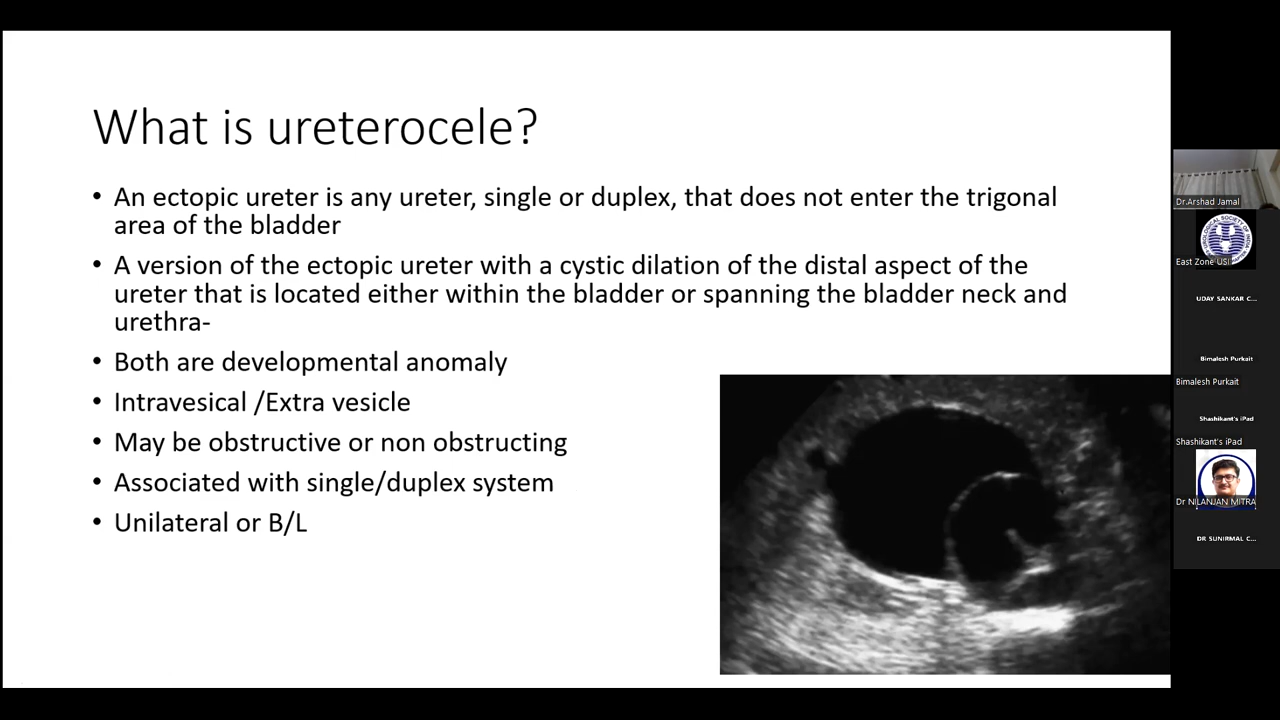 What is ureterocele?
• An ectopic ureter is any ureter, single or duplex, that does not enter the trigonal
area of the bladder
• A version of the ectopic ureter with a cystic dilation of the distal aspect of the
ureter that is located either within the bladder or spanning the bladder neck and
urethra-
• Both are developmental anomaly
• Intravesical /Extra vesicle
• May be obstructive or non obstructing
• Associated with single/duplex system
• Unilateral or B/L
Dr.Arshad Jamal
East Zone USI
UDAY SANKAR C...
Bimalesh Purkait
Bimalesh Purkait
Shashikant's iPad
Shashikant's iPad
Dr NILANJAN MITRA
DR SUNIRMAL C...